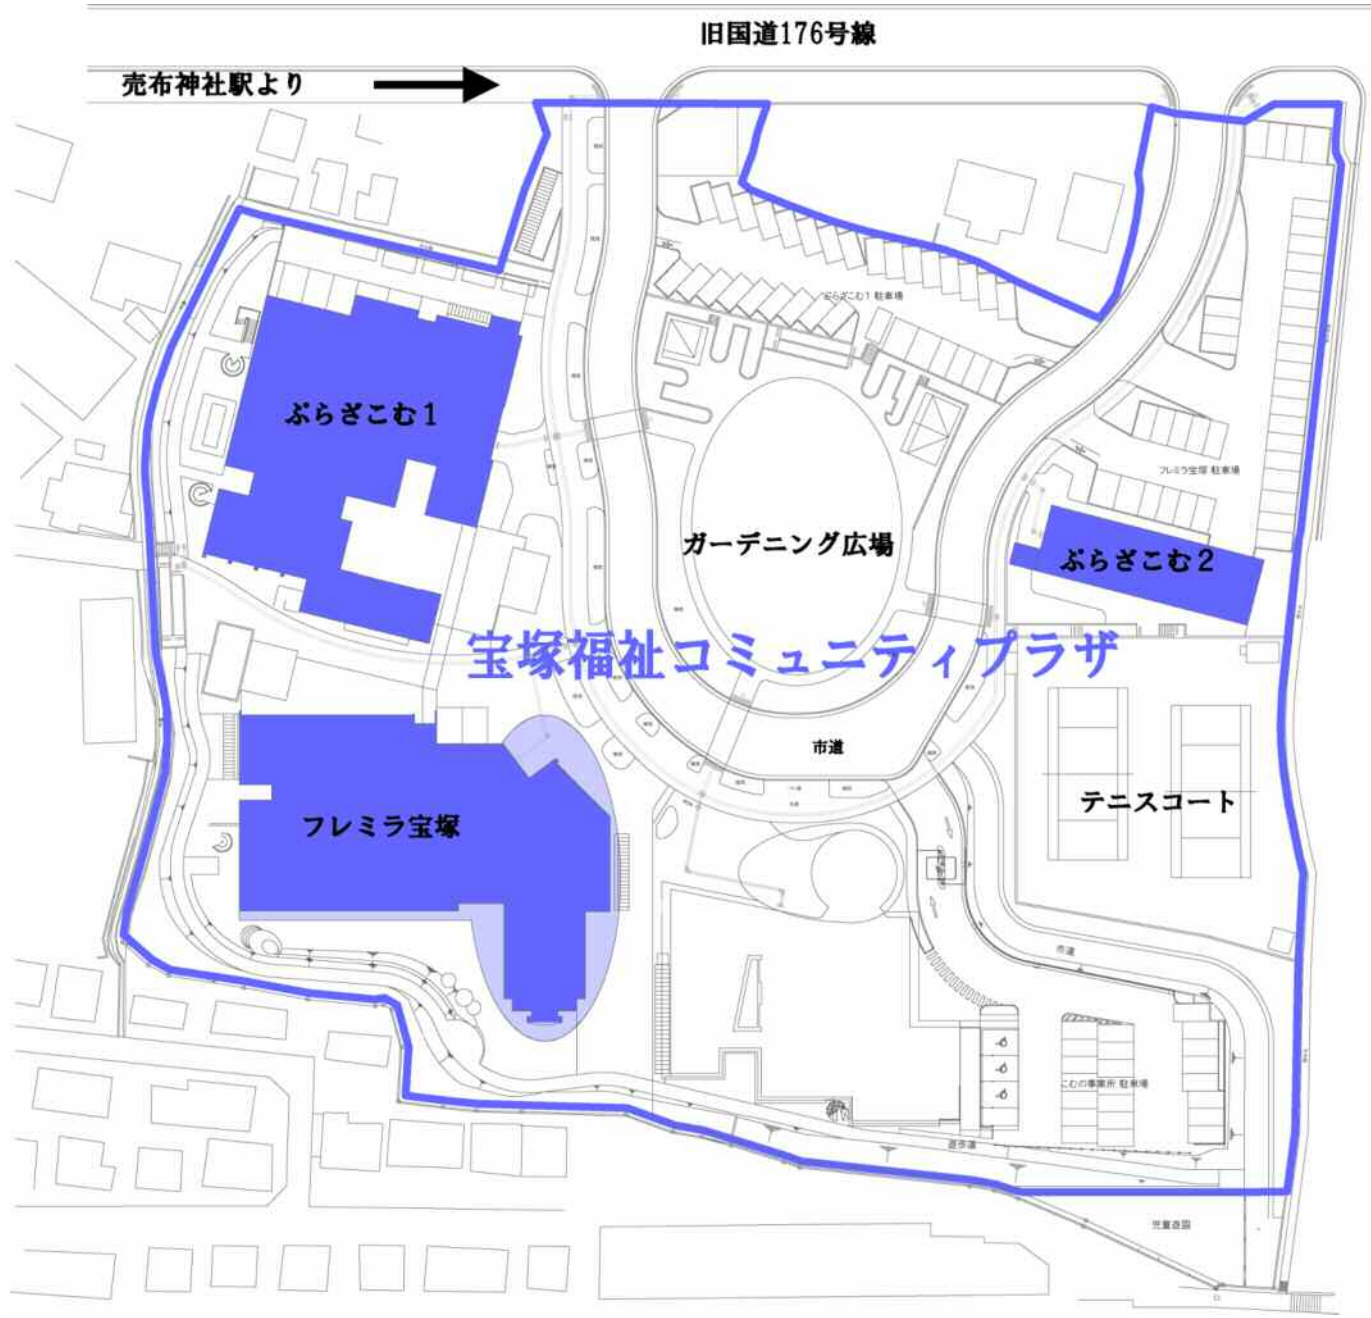 旧国道176号線
売布神社駅より
ぷらざこむ1 駐車場
ぷらざこむ1
フレミラ宝塚 駐車場
ガーデニング広場
ぷらざこむ2
宝塚福祉コミュニティプラザ
市道
テニスコート
フレミラ宝塚
市道
こむの事業所 駐車場
遊歩道
児童遊園